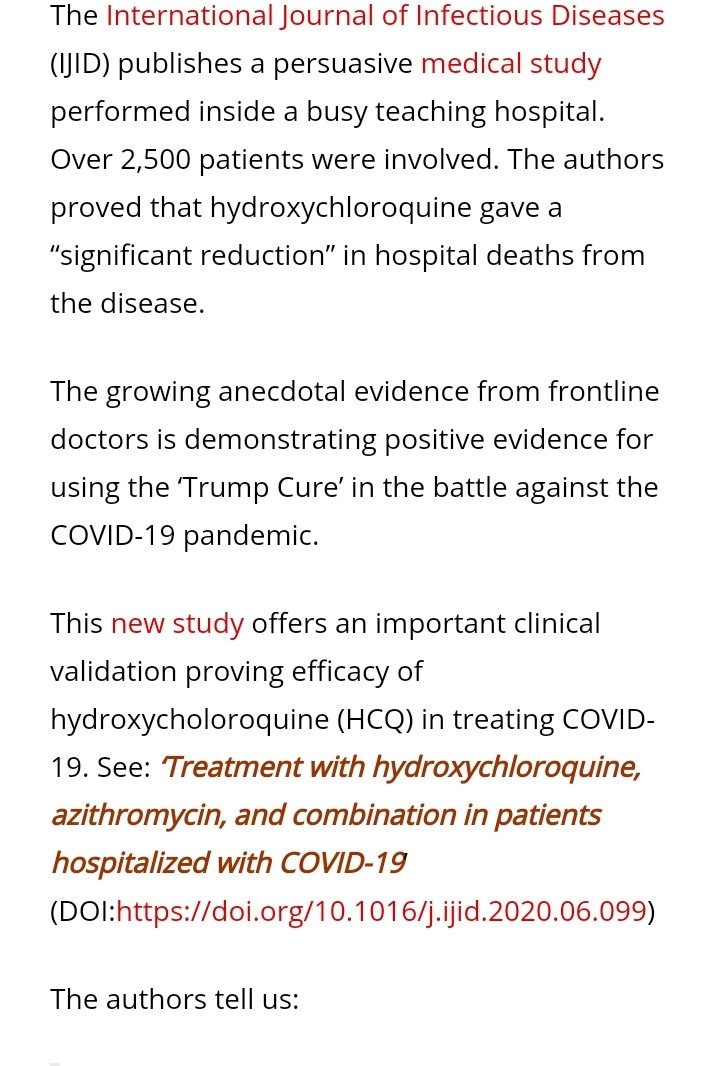 The International Journal of Infectious Diseases
(IJID) publishes a persuasive medical study
performed inside a busy teaching hospital.
Over 2,500 patients were involved. The authors
proved that hydroxychloroquine gave a
“significant reduction” in hospital deaths from
the disease.
The growing anecdotal evidence from frontline
doctors is demonstrating positive evidence for
using the ‘Trump Cure’ in the battle against the
COVID-19 pandemic.
This new study offers an important clinical
validation proving efficacy of
hydroxycholoroquine (HCQ) in treating COVID-
19. See: ‘Treatment with hydroxychloroquine,
azithromycin, and combination in patients
hospitalized with COVID-19’
(DOI:https://doi.org/10.1016/j.ijid.2020.06.099)
The authors tell us: